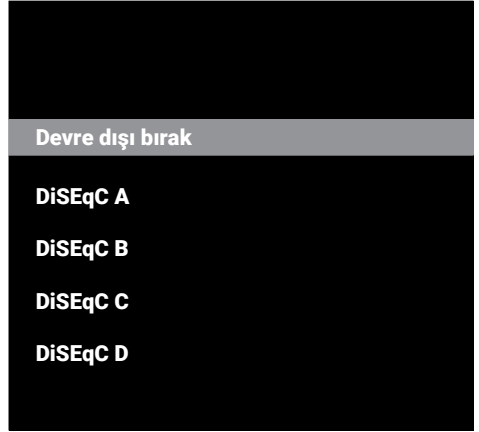 Devre dışı bırak
DiSEqC A
DiSEqC B
DiSEqC C
DiSEqC D